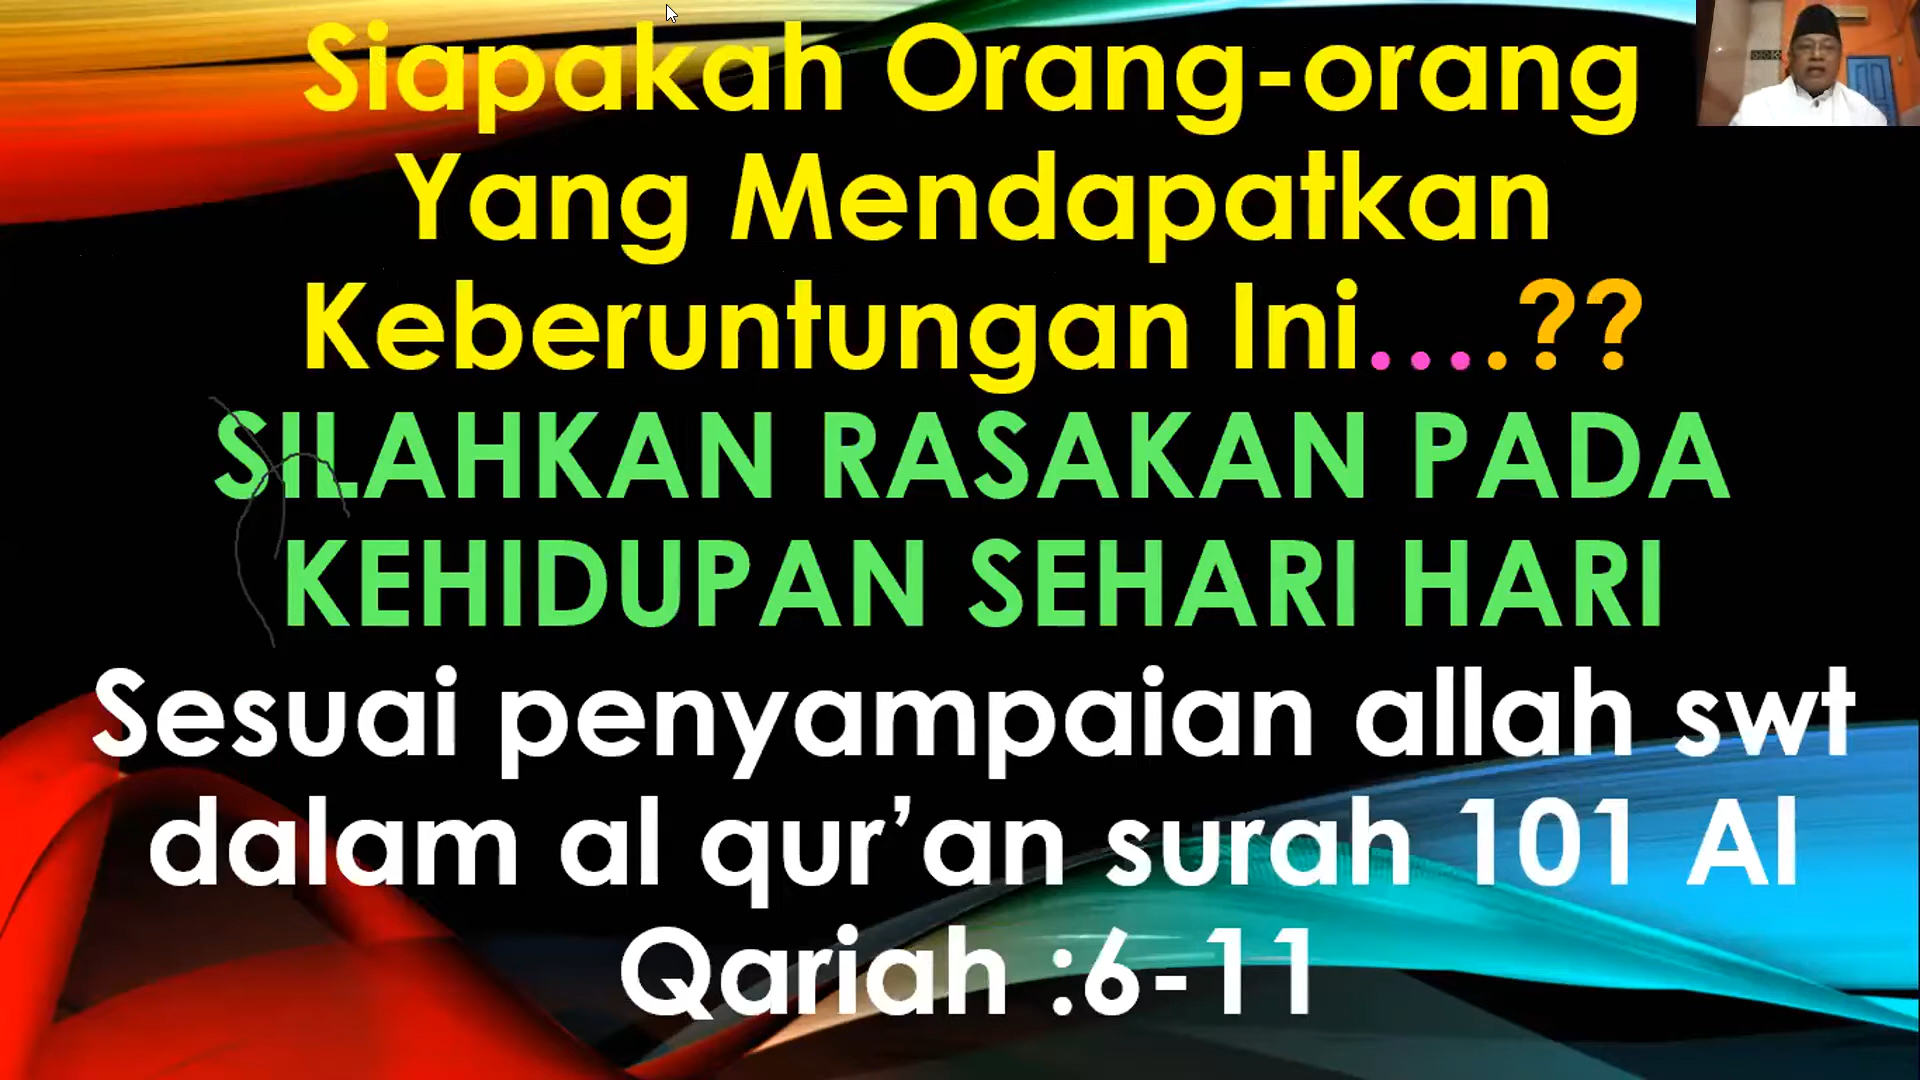 Siapakah Orang-orang
Yang Mendapatkan
Keberuntungan Ini....??
SILAHKAN RASAKAN PADA
KEHIDUPAN SEHARI HARI
Sesuai penyampaian allah swt
dalam al qur’an surah 101 Al
Qariah :6-11